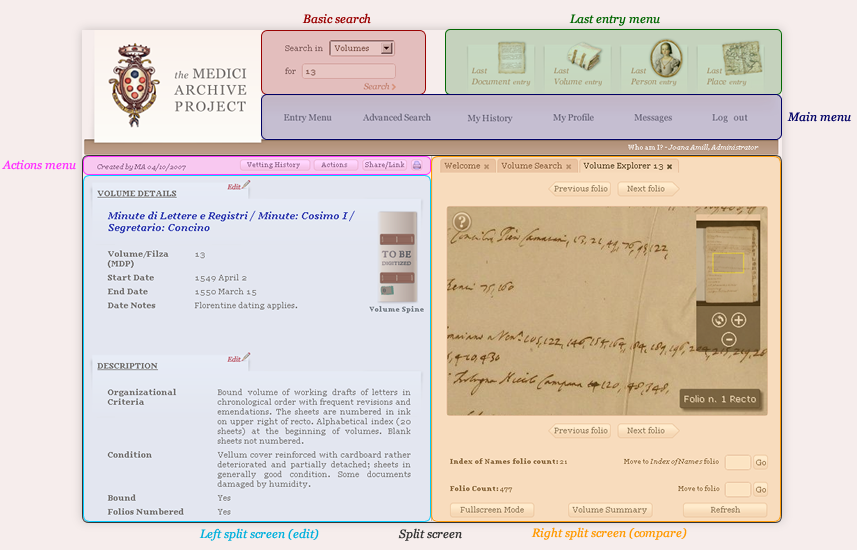 Basic search
Last entry menu
Search in Volumes
for 13
Search
the MEDICI
ARCHIVE
PROJECT
Last
Document entry
Last
Volume entry
Last
Person entry
Last
Place entry
Entry Menu Advanced Search My History My Profile Messages Log out
Main menu
Who am I? - Joana Amill, Administrator
Actions menu
Created by MA 04/10/2007 Vetting History Actions Share/Link
Welcome × Volume Search × Volume Explorer 13 ×
VOLUME DETAILS
Edit
Minute di Lettere e Registri / Minute: Cosimo I /
Segretario: Concino
Volume/Filza 13
(MDP)
Start Date 1549 April 2
End Date 1550 March 15
Date Notes Florentine dating applies.
TO BE
DIGITIZED
Volume Spine
DESCRIPTION
Edit
Organizational Bound volume of working drafts of letters in
Criteria chronological order with frequent revisions and
emendations. The sheets are numbered in ink
on upper right of recto. Alphabetical index (20
sheets) at the beginning of volumes. Blank
sheets not numbered.
Condition Vellum cover reinforced with cardboard rather
deteriorated and partially detached; sheets in
generally good condition. Some documents
damaged by humidity.
Bound Yes
Folios Numbered Yes
Previous folio Next folio
?
Folio n. 1 Recto
Previous folio Next folio
Index of Names folio count: 21 Move to Index of Names folio Go
Folio Count: 477 Move to folio Go
Fullscreen Mode Volume Summary Refresh
Left split screen (edit)
Split screen
Right split screen (compare)